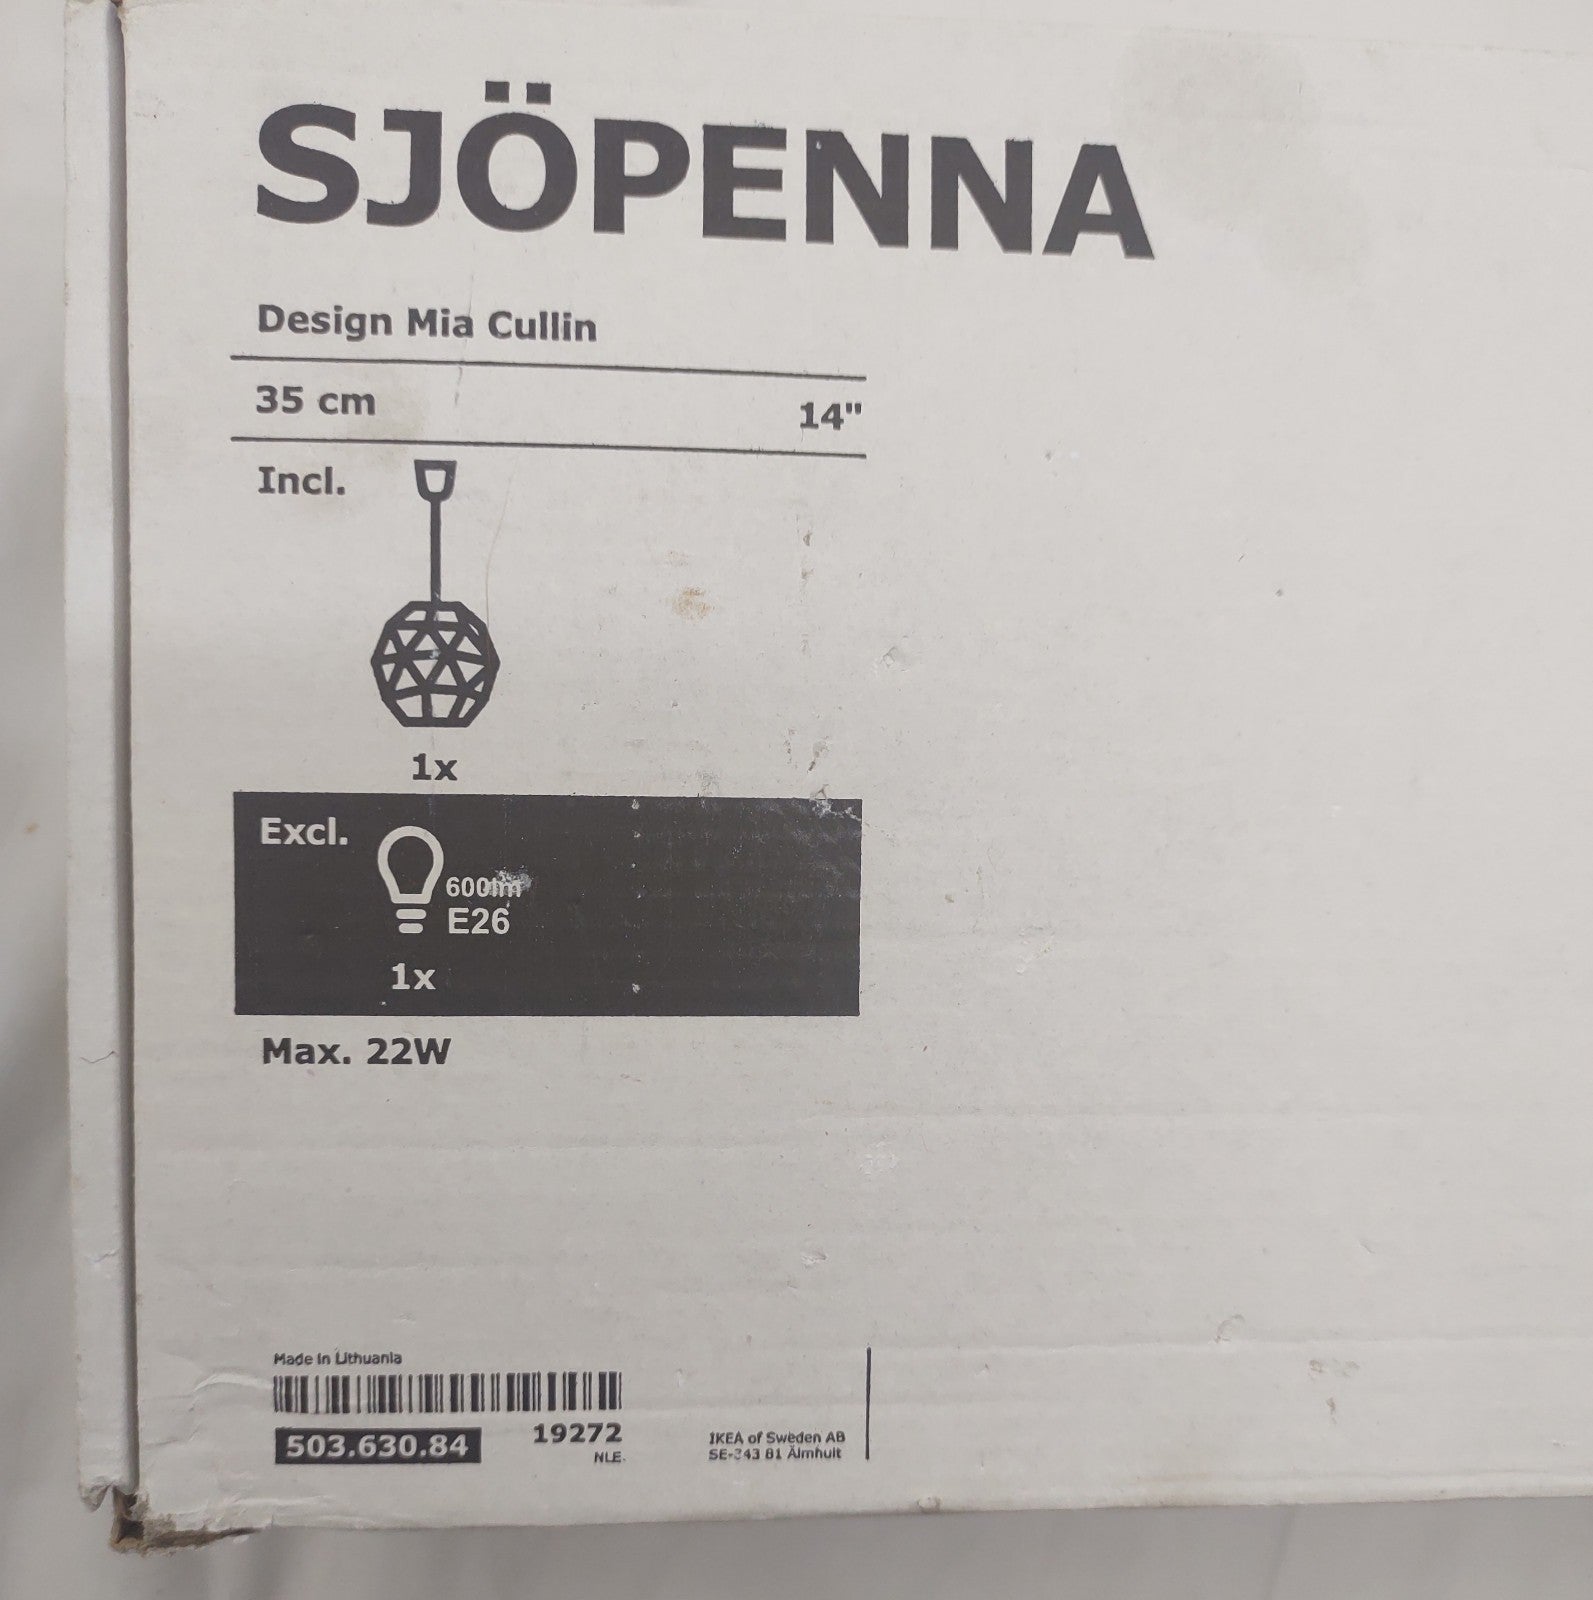 SJÖPENNA
Design Mia Cullin
35 cm 14"
Incl.
1x
Excl.
600lm
E26
1x
Max. 22W
Made in Lithuania
503.630.84
19272
NLE
IKEA of Sweden AB
SE-343 81 Älmhult